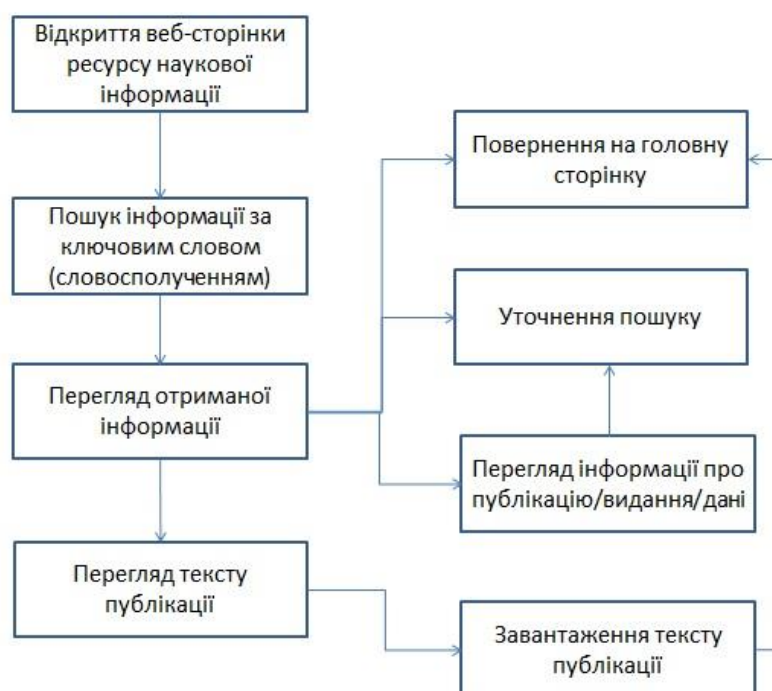 Відкриття веб-сторінки
ресурсу наукової
інформації
Пошук інформації за
ключовим словом
(словосполученням)
Перегляд отриманої
інформації
Перегляд тексту
публікації
Повернення на головну
сторінку
Уточнення пошуку
Перегляд інформації про
публікацію/видання/дані
Завантаження тексту
публікації